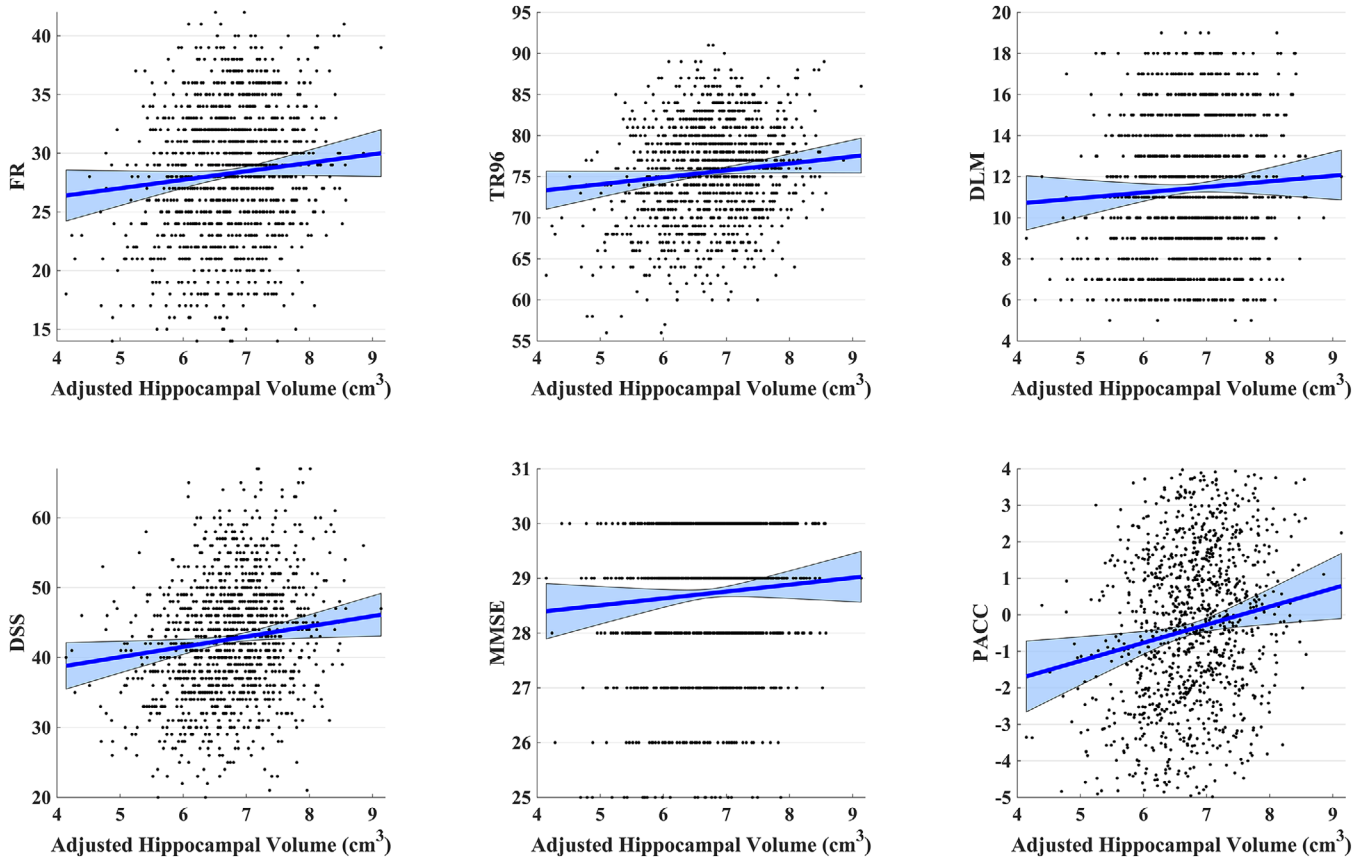 FR
40
35
30
25
20
15
4 5 6 7 8 9
Adjusted Hippocampal Volume (cm³)
TR96
95
90
85
80
75
70
65
60
55
4 5 6 7 8 9
Adjusted Hippocampal Volume (cm³)
DLM
20
18
16
14
12
10
8
6
4
4 5 6 7 8 9
Adjusted Hippocampal Volume (cm³)
DSS
60
50
40
30
20
4 5 6 7 8 9
Adjusted Hippocampal Volume (cm³)
MMSE
31
30
29
28
27
26
25
4 5 6 7 8 9
Adjusted Hippocampal Volume (cm³)
PACC
4
3
2
1
0
-1
-2
-3
-4
-5
4 5 6 7 8 9
Adjusted Hippocampal Volume (cm³)